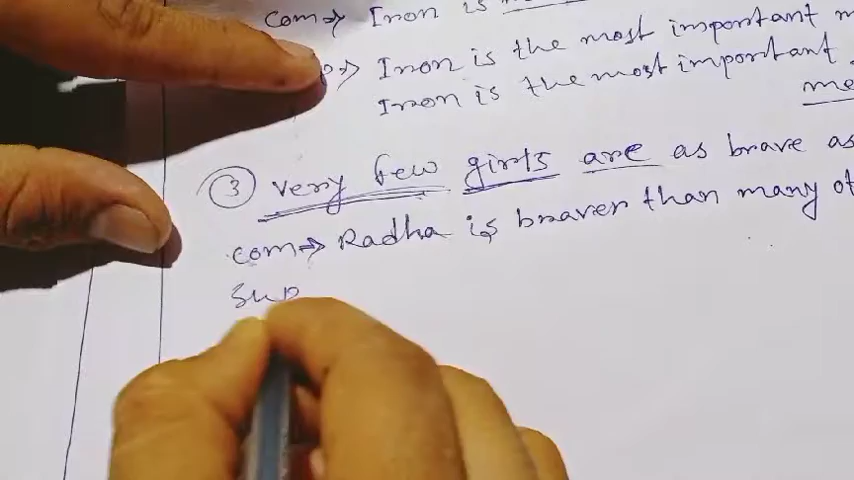 com⇒ Iron is
p⇒ Iron is the most important m
Iron is the most important
me
③ Very few girls are as brave as
com⇒ Radha is braver than many ot
Sup